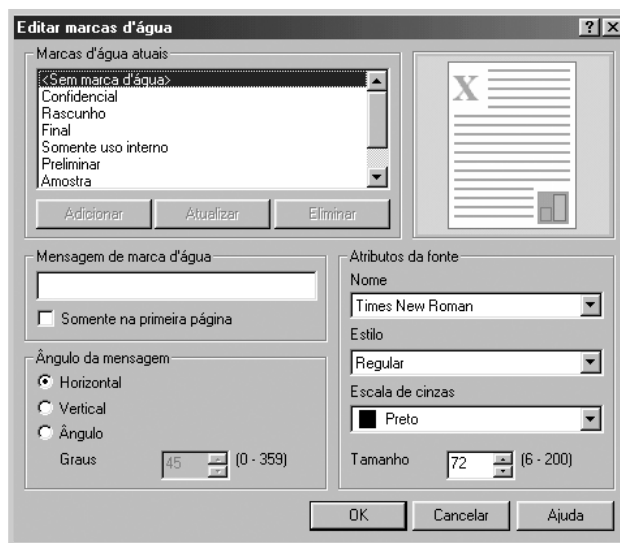 Editar marcas d'água
Marcas d'água atuais
<Sem marca d'água>
Confidencial
Rascunho
Final
Somente uso interno
Preliminar
Amostra
Adicionar Atualizar Eliminar
X
Mensagem de marca d'água
Somente na primeira página
Ângulo da mensagem
Horizontal
Vertical
Ângulo
Graus 45 (0 - 359)
Atributos da fonte
Nome
Times New Roman
Estilo
Regular
Escala de cinzas
Preto
Tamanho 72 (6 - 200)
OK Cancelar Ajuda